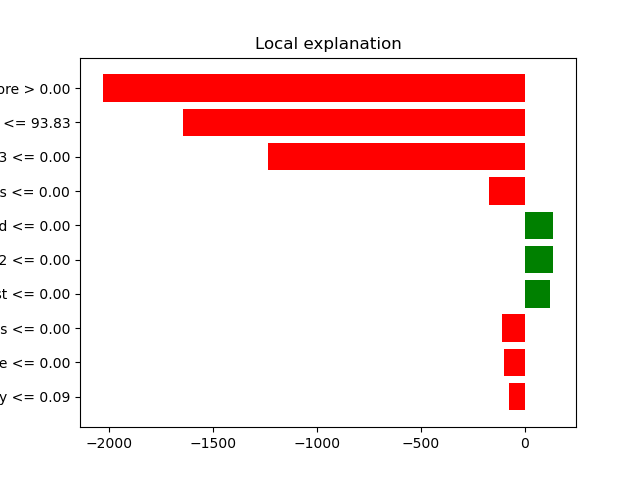 Local explanation
ore > 0.00
<= 93.83
3 <= 0.00
s <= 0.00
d <= 0.00
2 <= 0.00
st <= 0.00
s <= 0.00
e <= 0.00
y <= 0.09
−2000 −1500 −1000 −500 0